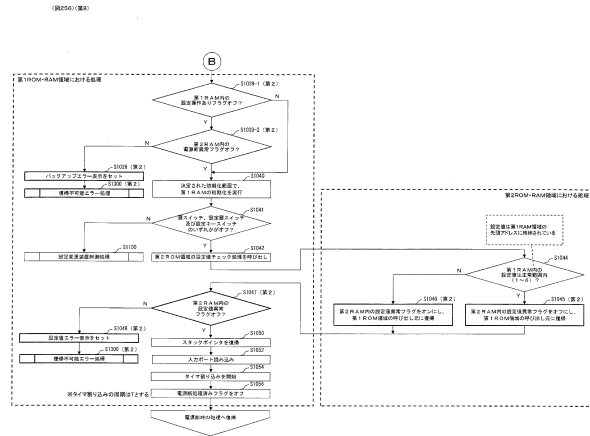 (図256)(第8)
B
第1ROM・RAM領域における処理
S1039-1(第2)
第1RAM内の
設定操作ありフラグオフ?
N
Y
S1039-2(第2)
第2RAM内の
電源断異常フラグオフ?
N
Y
S1026(第2)
バックアップエラー表示をセット
S1300(第2)
復帰不可能エラー処理
S1040
決定された初期化範囲で、
第1RAMの初期化を実行
S1041
扉スイッチ、設定扉スイッチ
及び設定キースイッチ
のいずれかがオフ?
N
Y
S1100
設定変更装置制御処理
S1042
第2ROM領域の設定値チェック処理を呼び出し
第2ROM・RAM領域における処理
設定値は第1RAM領域の
先頭アドレスに格納されている
S1044
第1RAM内の
設定値は正常範囲内
(1~6)?
N
Y
S1046(第2)
第2RAM内の設定値異常フラグをオンにし、
第1ROM領域の呼び出し元に復帰
S1045(第2)
第2RAM内の設定値異常フラグをオフにし、
第1ROM領域の呼び出し元に復帰
S1047(第2)
第2RAM内の
設定値異常
フラグオフ?
N
Y
S1048(第2)
設定値エラー表示をセット
S1300(第2)
復帰不可能エラー処理
S1050
スタックポインタを復帰
S1052
入力ポート読み込み
S1054
タイマ割り込みを開始
S1056
電源断処理済みフラグをオフ
※タイマ割り込みの周期はTとする
電源断時の処理へ復帰